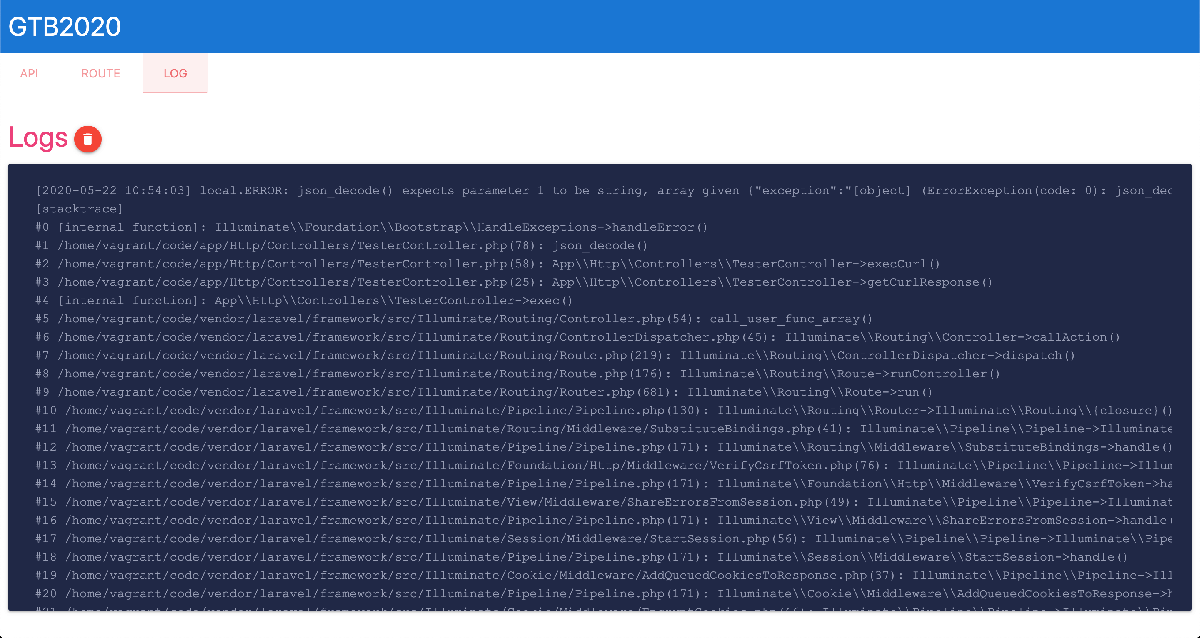 GTB2020
API ROUTE LOG
Logs
[2020-05-22 10:54:03] local.ERROR: json_decode() expects parameter 1 to be string, array given {"exception":"[object] (ErrorException(code: 0): json_dec
[stacktrace]
#0 [internal function]: Illuminate\\Foundation\\Bootstrap\\HandleExceptions->handleError()
#1 /home/vagrant/code/app/Http/Controllers/TesterController.php(78): json_decode()
#2 /home/vagrant/code/app/Http/Controllers/TesterController.php(58): App\\Http\\Controllers\\TesterController->execCurl()
#3 /home/vagrant/code/app/Http/Controllers/TesterController.php(25): App\\Http\\Controllers\\TesterController->getCurlResponse()
#4 [internal function]: App\\Http\\Controllers\\TesterController->exec()
#5 /home/vagrant/code/vendor/laravel/framework/src/Illuminate/Routing/Controller.php(54): call_user_func_array()
#6 /home/vagrant/code/vendor/laravel/framework/src/Illuminate/Routing/ControllerDispatcher.php(45): Illuminate\\Routing\\Controller->callAction()
#7 /home/vagrant/code/vendor/laravel/framework/src/Illuminate/Routing/Route.php(219): Illuminate\\Routing\\ControllerDispatcher->dispatch()
#8 /home/vagrant/code/vendor/laravel/framework/src/Illuminate/Routing/Route.php(176): Illuminate\\Routing\\Route->runController()
#9 /home/vagrant/code/vendor/laravel/framework/src/Illuminate/Routing/Router.php(681): Illuminate\\Routing\\Route->run()
#10 /home/vagrant/code/vendor/laravel/framework/src/Illuminate/Pipeline/Pipeline.php(130): Illuminate\\Routing\\Router->Illuminate\\Routing\\{closure}()
#11 /home/vagrant/code/vendor/laravel/framework/src/Illuminate/Routing/Middleware/SubstituteBindings.php(41): Illuminate\\Pipeline\\Pipeline->Illuminate
#12 /home/vagrant/code/vendor/laravel/framework/src/Illuminate/Pipeline/Pipeline.php(171): Illuminate\\Routing\\Middleware\\SubstituteBindings->handle()
#13 /home/vagrant/code/vendor/laravel/framework/src/Illuminate/Foundation/Http/Middleware/VerifyCsrfToken.php(76): Illuminate\\Pipeline\\Pipeline->Illum
#14 /home/vagrant/code/vendor/laravel/framework/src/Illuminate/Pipeline/Pipeline.php(171): Illuminate\\Foundation\\Http\\Middleware\\VerifyCsrfToken->ha
#15 /home/vagrant/code/vendor/laravel/framework/src/Illuminate/View/Middleware/ShareErrorsFromSession.php(49): Illuminate\\Pipeline\\Pipeline->Illuminat
#16 /home/vagrant/code/vendor/laravel/framework/src/Illuminate/Pipeline/Pipeline.php(171): Illuminate\\View\\Middleware\\ShareErrorsFromSession->handle(
#17 /home/vagrant/code/vendor/laravel/framework/src/Illuminate/Session/Middleware/StartSession.php(56): Illuminate\\Pipeline\\Pipeline->Illuminate\\Pipe
#18 /home/vagrant/code/vendor/laravel/framework/src/Illuminate/Pipeline/Pipeline.php(171): Illuminate\\Session\\Middleware\\StartSession->handle()
#19 /home/vagrant/code/vendor/laravel/framework/src/Illuminate/Cookie/Middleware/AddQueuedCookiesToResponse.php(37): Illuminate\\Pipeline\\Pipeline->Ill
#20 /home/vagrant/code/vendor/laravel/framework/src/Illuminate/Pipeline/Pipeline.php(171): Illuminate\\Cookie\\Middleware\\AddQueuedCookiesToResponse->h